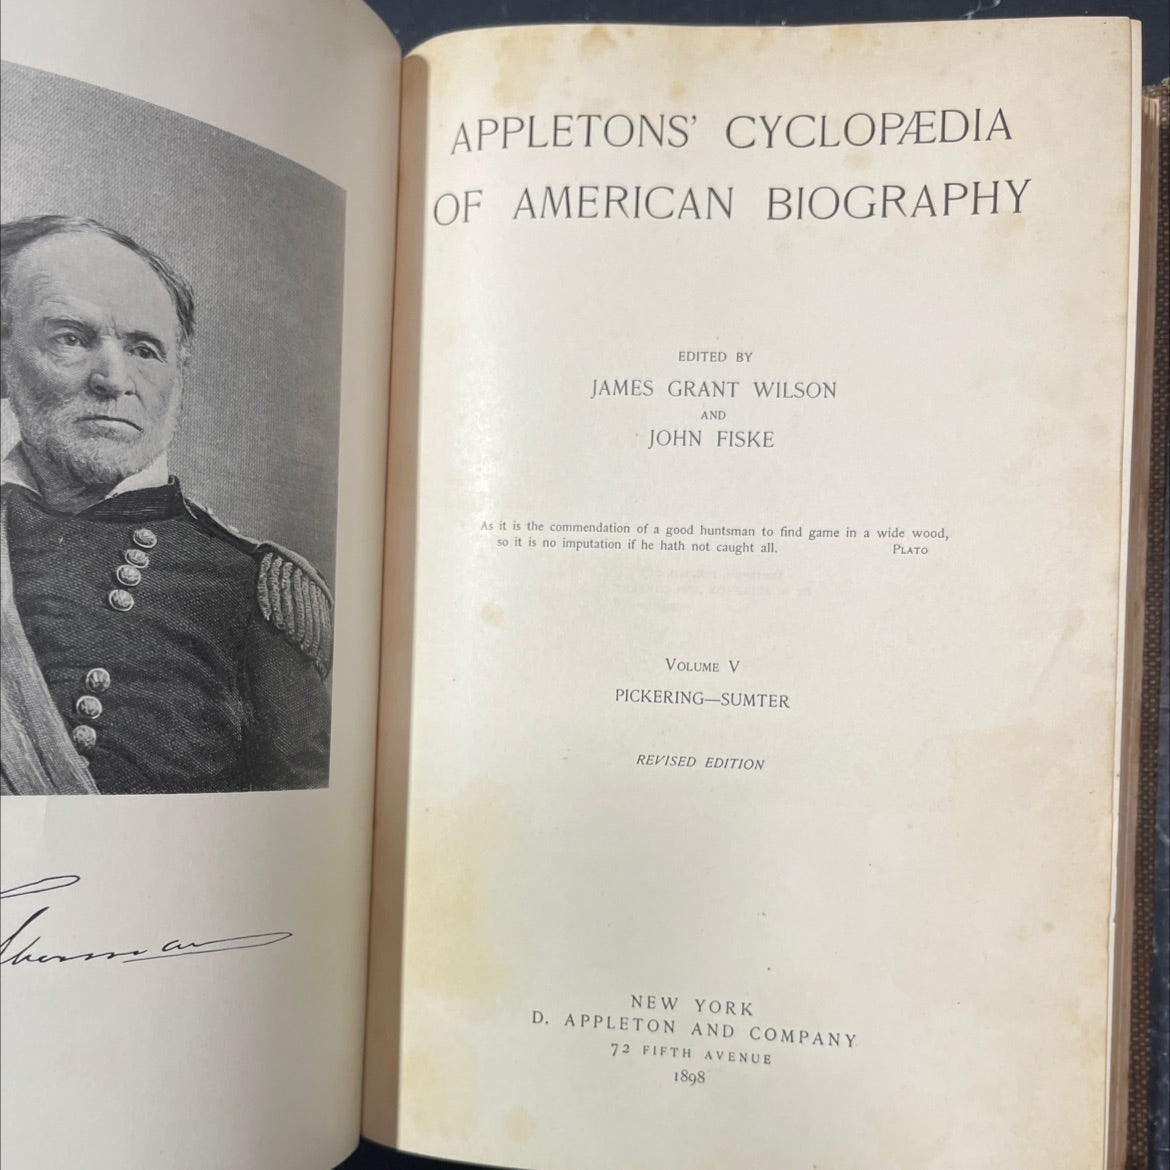 Sherman
APPLETONS' CYCLOPÆDIA
OF AMERICAN BIOGRAPHY
EDITED BY
JAMES GRANT WILSON
AND
JOHN FISKE
As it is the commendation of a good huntsman to find game in a wide wood,
so it is no imputation if he hath not caught all. PLATO
VOLUME V
PICKERING—SUMTER
REVISED EDITION
NEW YORK
D. APPLETON AND COMPANY
72 FIFTH AVENUE
1898